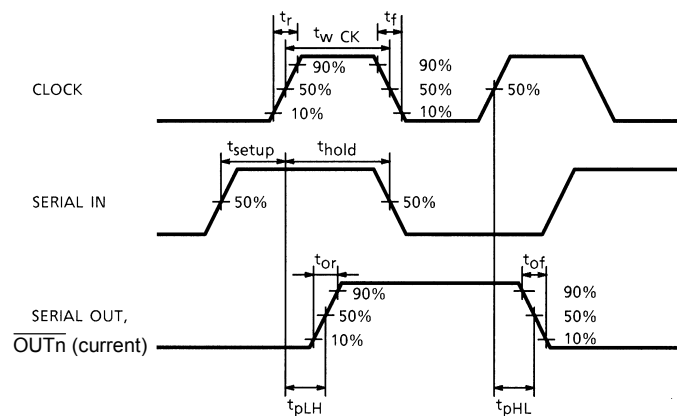 tr
tw CK
tf
CLOCK
90%
50%
10%
90%
50%
10%
50%
tsetup
thold
SERIAL IN
50%
50%
tor
tof
SERIAL OUT,
OUTn (current)
90%
50%
10%
90%
50%
10%
tpLH
tpHL